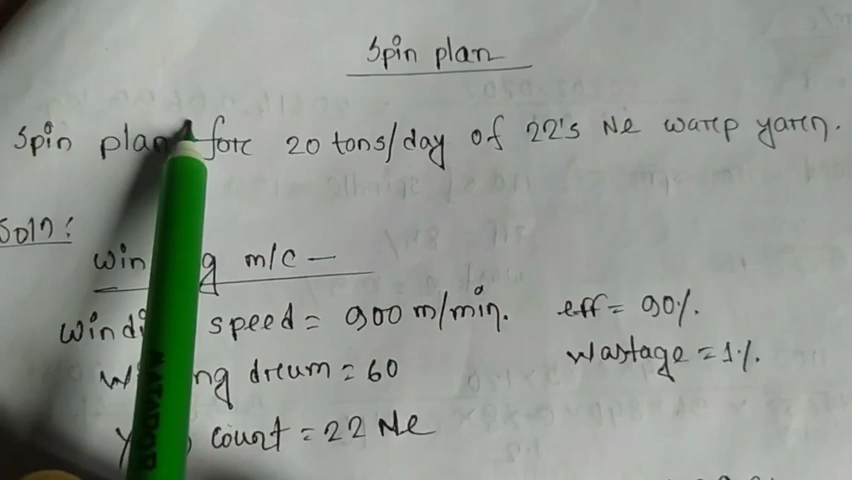 Spin plan
Spin plan for 20 tons/day of 22's Ne warp yarn.
Soln:
m/c —
speed = 900 m/min. eff = 90%.
drum = 60 Wastage = 1%.
count = 22 Ne